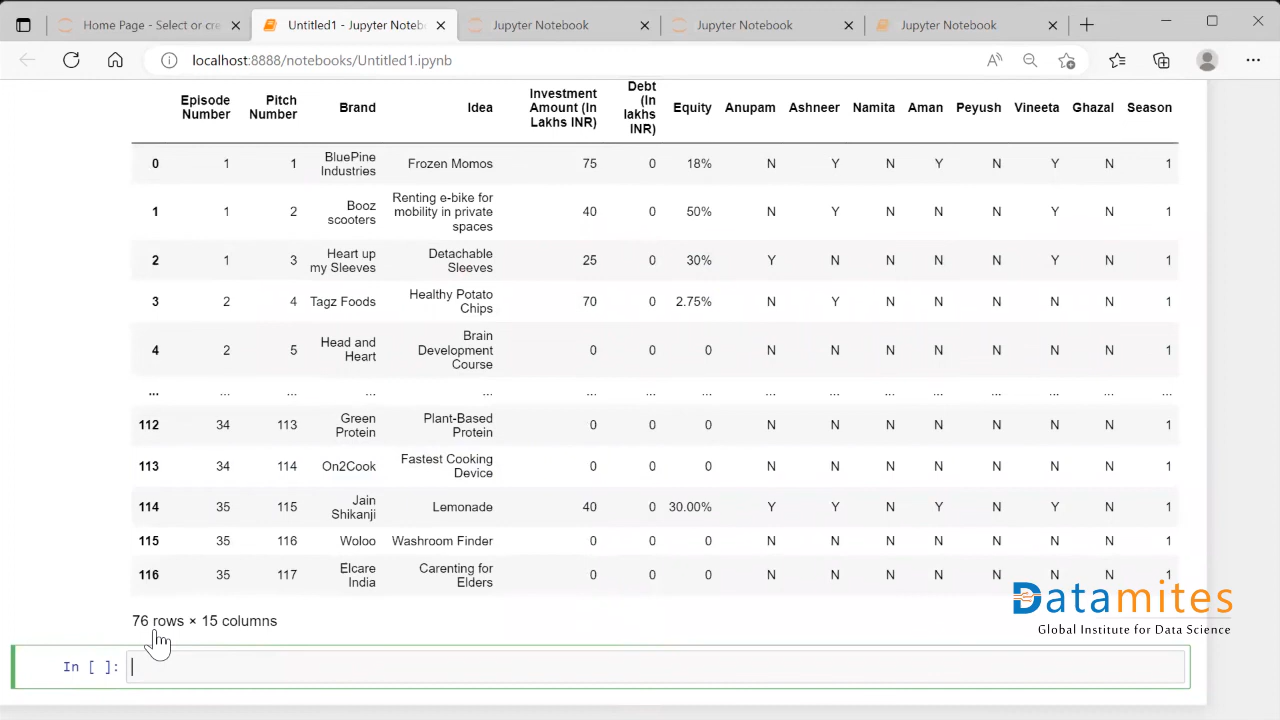 Home Page - Select or cre
Untitled1 - Jupyter Noteb
Jupyter Notebook
Jupyter Notebook
Jupyter Notebook
localhost:8888/notebooks/Untitled1.ipynb
Episode Number Pitch Number Brand Idea Investment Amount (In Lakhs INR) Debt (In lakhs INR) Equity Anupam Ashneer Namita Aman Peyush Vineeta Ghazal Season
0 1 1 BluePine Industries Frozen Momos 75 0 18% N Y N Y N Y N 1
1 1 2 Booz scooters Renting e-bike for mobility in private spaces 40 0 50% N Y N N N Y N 1
2 1 3 Heart up my Sleeves Detachable Sleeves 25 0 30% Y N N N N Y N 1
3 2 4 Tagz Foods Healthy Potato Chips 70 0 2.75% N Y N N N N N 1
4 2 5 Head and Heart Brain Development Course 0 0 0 N N N N N N N 1
... ... ... ... ... ... ... ... ... ... ... ... ... ... ... ...
112 34 113 Green Protein Plant-Based Protein 0 0 0 N N N N N N N 1
113 34 114 On2Cook Fastest Cooking Device 0 0 0 N N N N N N N 1
114 35 115 Jain Shikanji Lemonade 40 0 30.00% Y Y N Y N Y N 1
115 35 116 Woloo Washroom Finder 0 0 0 N N N N N N N 1
116 35 117 Elcare India Carenting for Elders 0 0 0 N N N N N N N 1
76 rows × 15 columns
In [ ]:
Datamites
Global Institute for Data Science